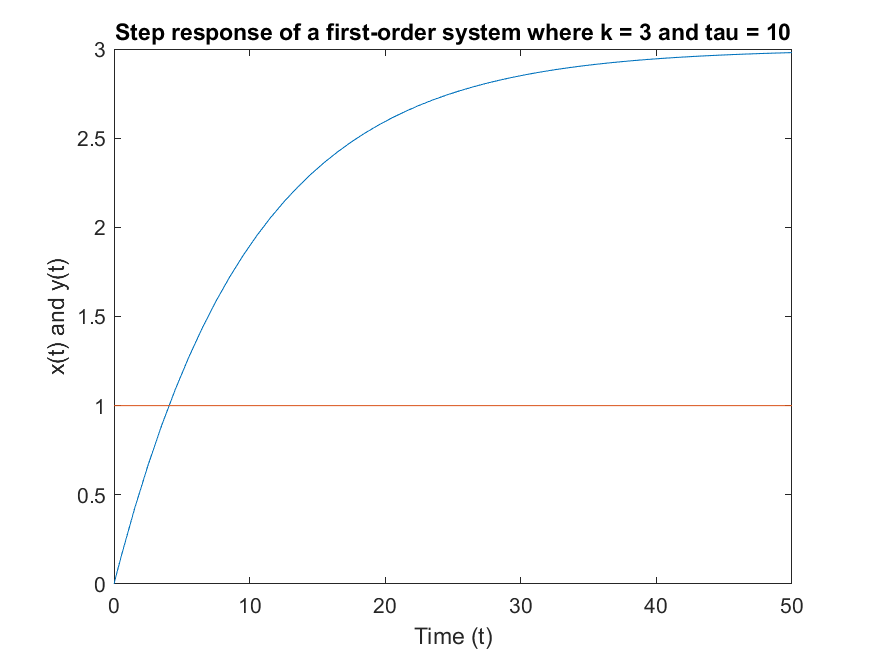 Step response of a first-order system where k = 3 and tau = 10
3
2.5
2
1.5
1
0.5
0
x(t) and y(t)
0 10 20 30 40 50
Time (t)